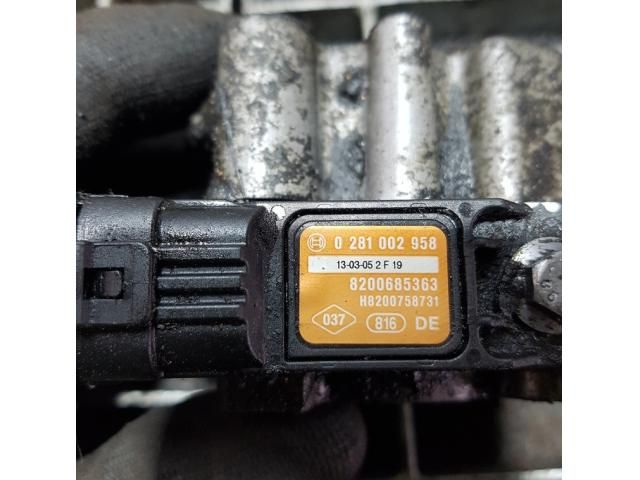 0 281 002 958
13-03-05 2 F 19
8200685363
H8200758731
037 816 DE